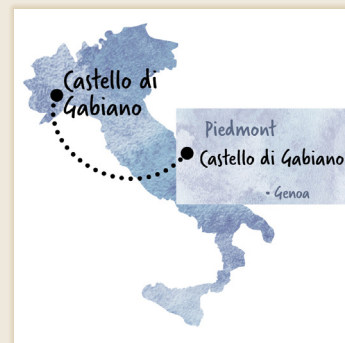 Castello di
Gabiano
Piedmont
Castello di Gabiano
• Genoa